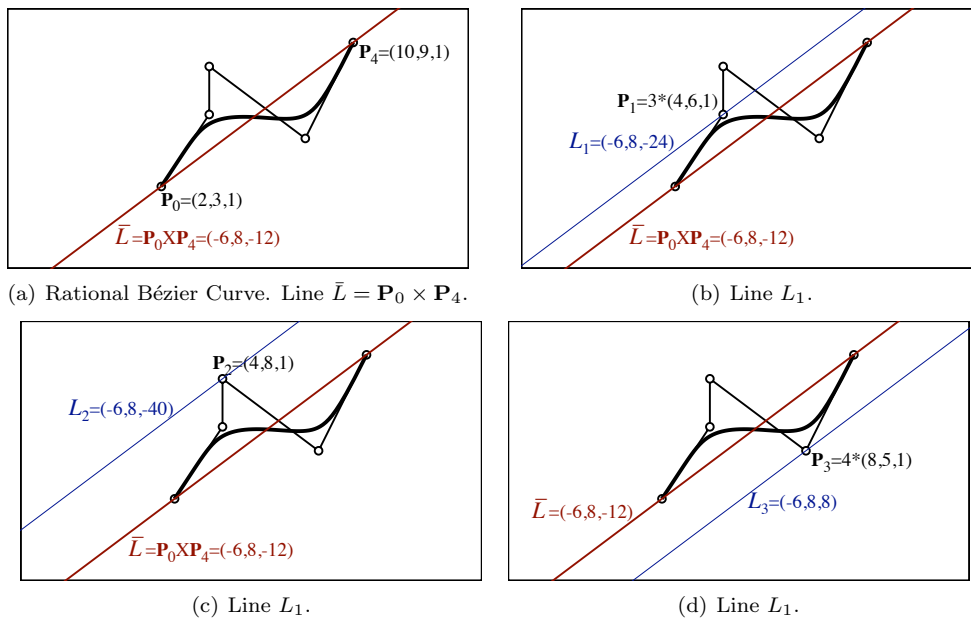 P₄=(10,9,1)
P₀=(2,3,1)
L̄=P₀XP₄=(-6,8,-12)
(a) Rational Bézier Curve. Line L̄ = P₀ × P₄.
P₁=3*(4,6,1)
L₁=(-6,8,-24)
L̄=P₀XP₄=(-6,8,-12)
(b) Line L₁.
P₂=(4,8,1)
L₂=(-6,8,-40)
L̄=P₀XP₄=(-6,8,-12)
(c) Line L₁.
P₃=4*(8,5,1)
L̄=(-6,8,-12)
L₃=(-6,8,8)
(d) Line L₁.